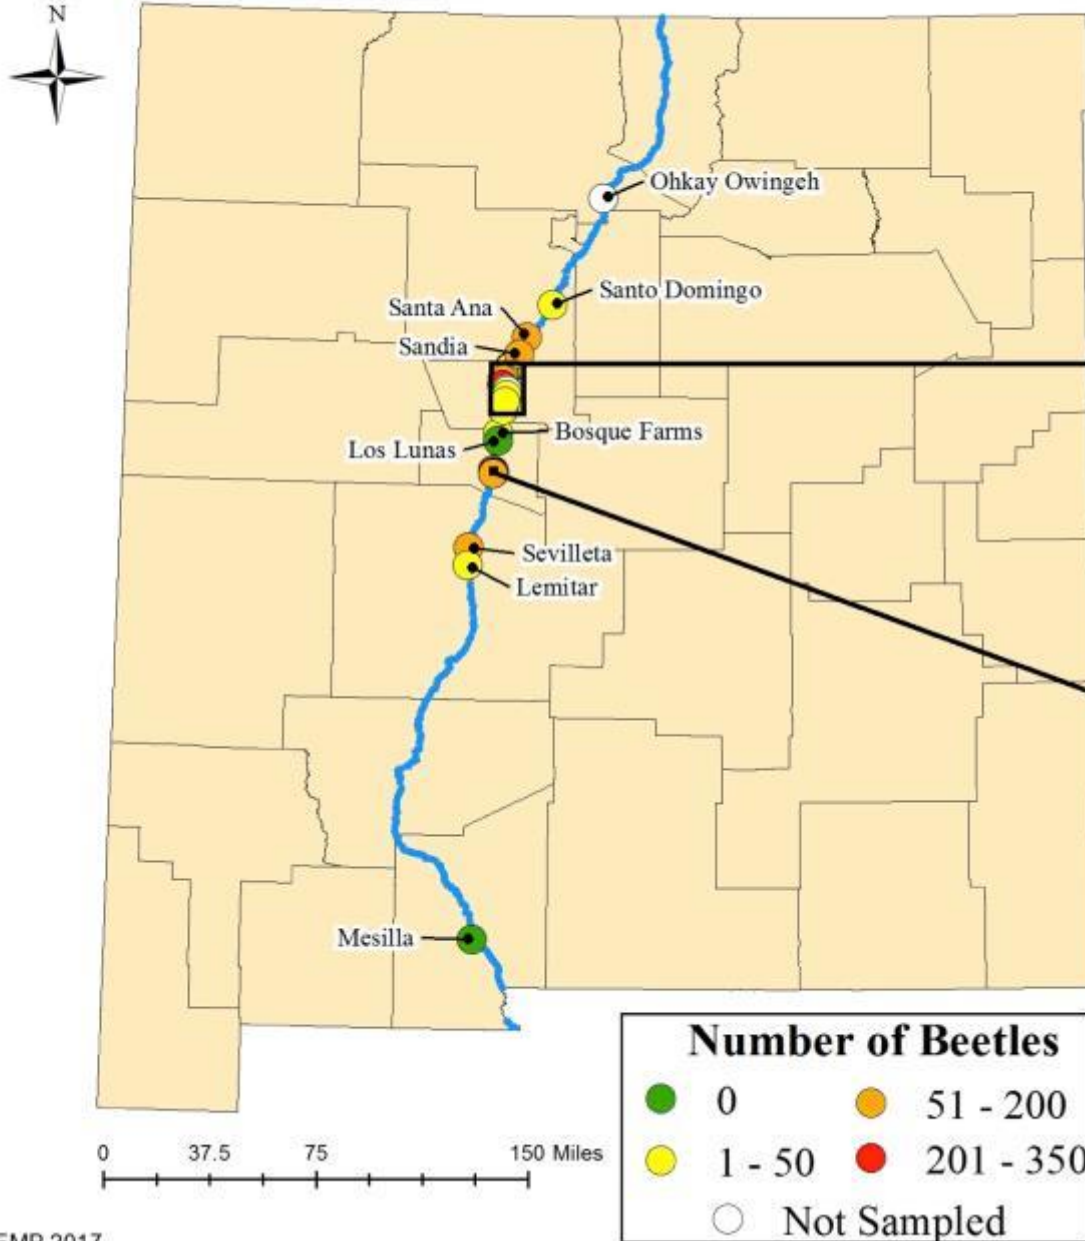 N
Ohkay Owingeh
Santo Domingo
Santa Ana
Sandia
Bosque Farms
Los Lunas
Sevilleta
Lemitar
Mesilla
Number of Beetles
0
51 - 200
1 - 50
201 - 350
Not Sampled
0 37.5 75 150 Miles